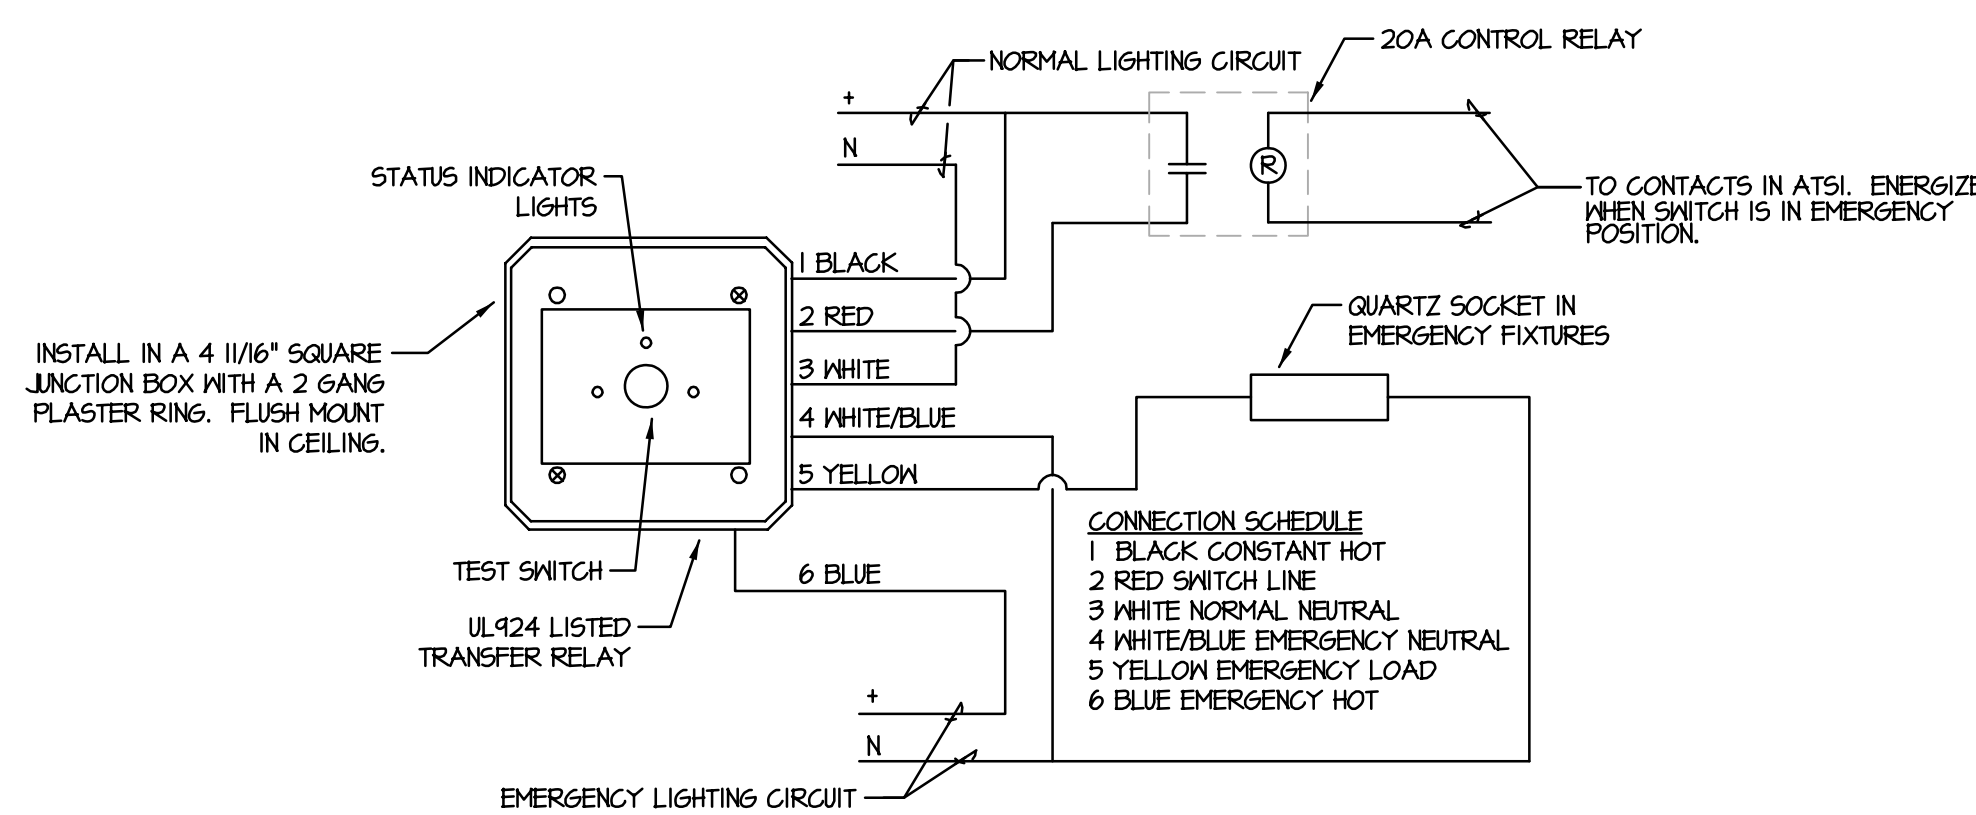 20A CONTROL RELAY
NORMAL LIGHTING CIRCUIT
+
N
R
STATUS INDICATOR
LIGHTS
TO CONTACTS IN ATS1. ENERGIZE
WHEN SWITCH IS IN EMERGENCY
POSITION.
1 BLACK
2 RED
3 WHITE
4 WHITE/BLUE
5 YELLOW
QUARTZ SOCKET IN
EMERGENCY FIXTURES
INSTALL IN A 4 11/16" SQUARE
JUNCTION BOX WITH A 2 GANG
PLASTER RING. FLUSH MOUNT
IN CEILING.
CONNECTION SCHEDULE
1 BLACK CONSTANT HOT
2 RED SWITCH LINE
3 WHITE NORMAL NEUTRAL
4 WHITE/BLUE EMERGENCY NEUTRAL
5 YELLOW EMERGENCY LOAD
6 BLUE EMERGENCY HOT
TEST SWITCH
6 BLUE
UL924 LISTED
TRANSFER RELAY
+
N
EMERGENCY LIGHTING CIRCUIT